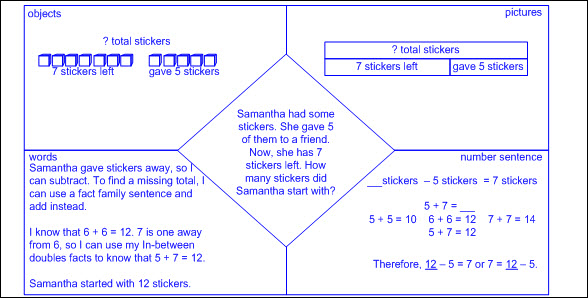 objects
? total stickers
7 stickers left
gave 5 stickers
pictures
? total stickers
7 stickers left
gave 5 stickers
Samantha had some
stickers. She gave 5
of them to a friend.
Now, she has 7
stickers left. How
many stickers did
Samantha start with?
words
Samantha gave stickers away, so I
can subtract. To find a missing total, I
can use a fact family sentence and
add instead.
I know that 6 + 6 = 12. 7 is one away
from 6, so I can use my In-between
doubles facts to know that 5 + 7 = 12.
Samantha started with 12 stickers.
number sentence
___stickers – 5 stickers = 7 stickers
5 + 7 = ___
5 + 5 = 10 6 + 6 = 12 7 + 7 = 14
5 + 7 = 12
Therefore, 12 – 5 = 7 or 7 = 12 – 5.